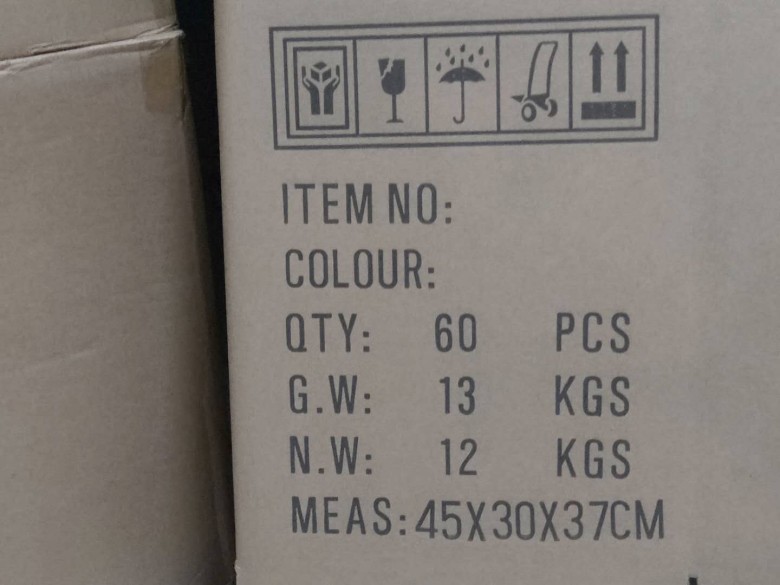 ITEM NO:
COLOUR:
QTY: 60 PCS
G.W: 13 KGS
N.W: 12 KGS
MEAS:45X30X37CM